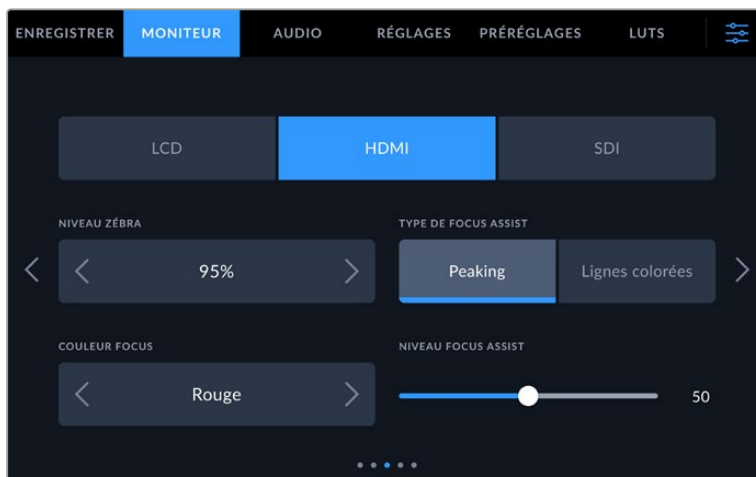 ENREGISTRER MONITEUR AUDIO RÉGLAGES PRÉRÉGLAGES LUTS
LCD HDMI SDI
NIVEAU ZÉBRA TYPE DE FOCUS ASSIST
95% Peaking Lignes colorées
COULEUR FOCUS NIVEAU FOCUS ASSIST
Rouge 50